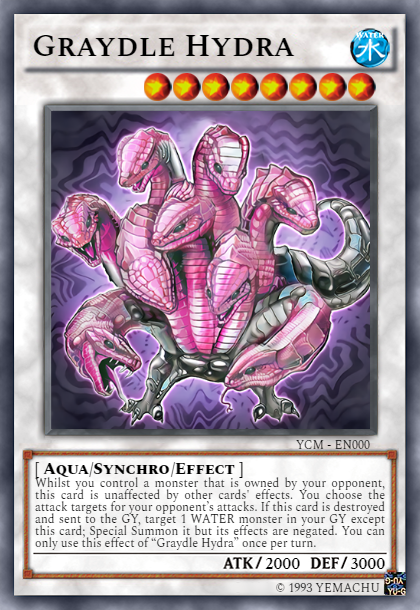 Graydle Hydra
WATER
水
YCM - EN000
[ Aqua/Synchro/Effect ]
Whilst you control a monster that is owned by your opponent,
this card is unaffected by other cards' effects. You choose the
attack targets for your opponent's attacks. If this card is destroyed
and sent to the GY, target 1 WATER monster in your GY except
this card; Special Summon it but its effects are negated. You can
only use this effect of "Graydle Hydra" once per turn.
ATK / 2000 DEF / 3000
© 1993 YEMACHU